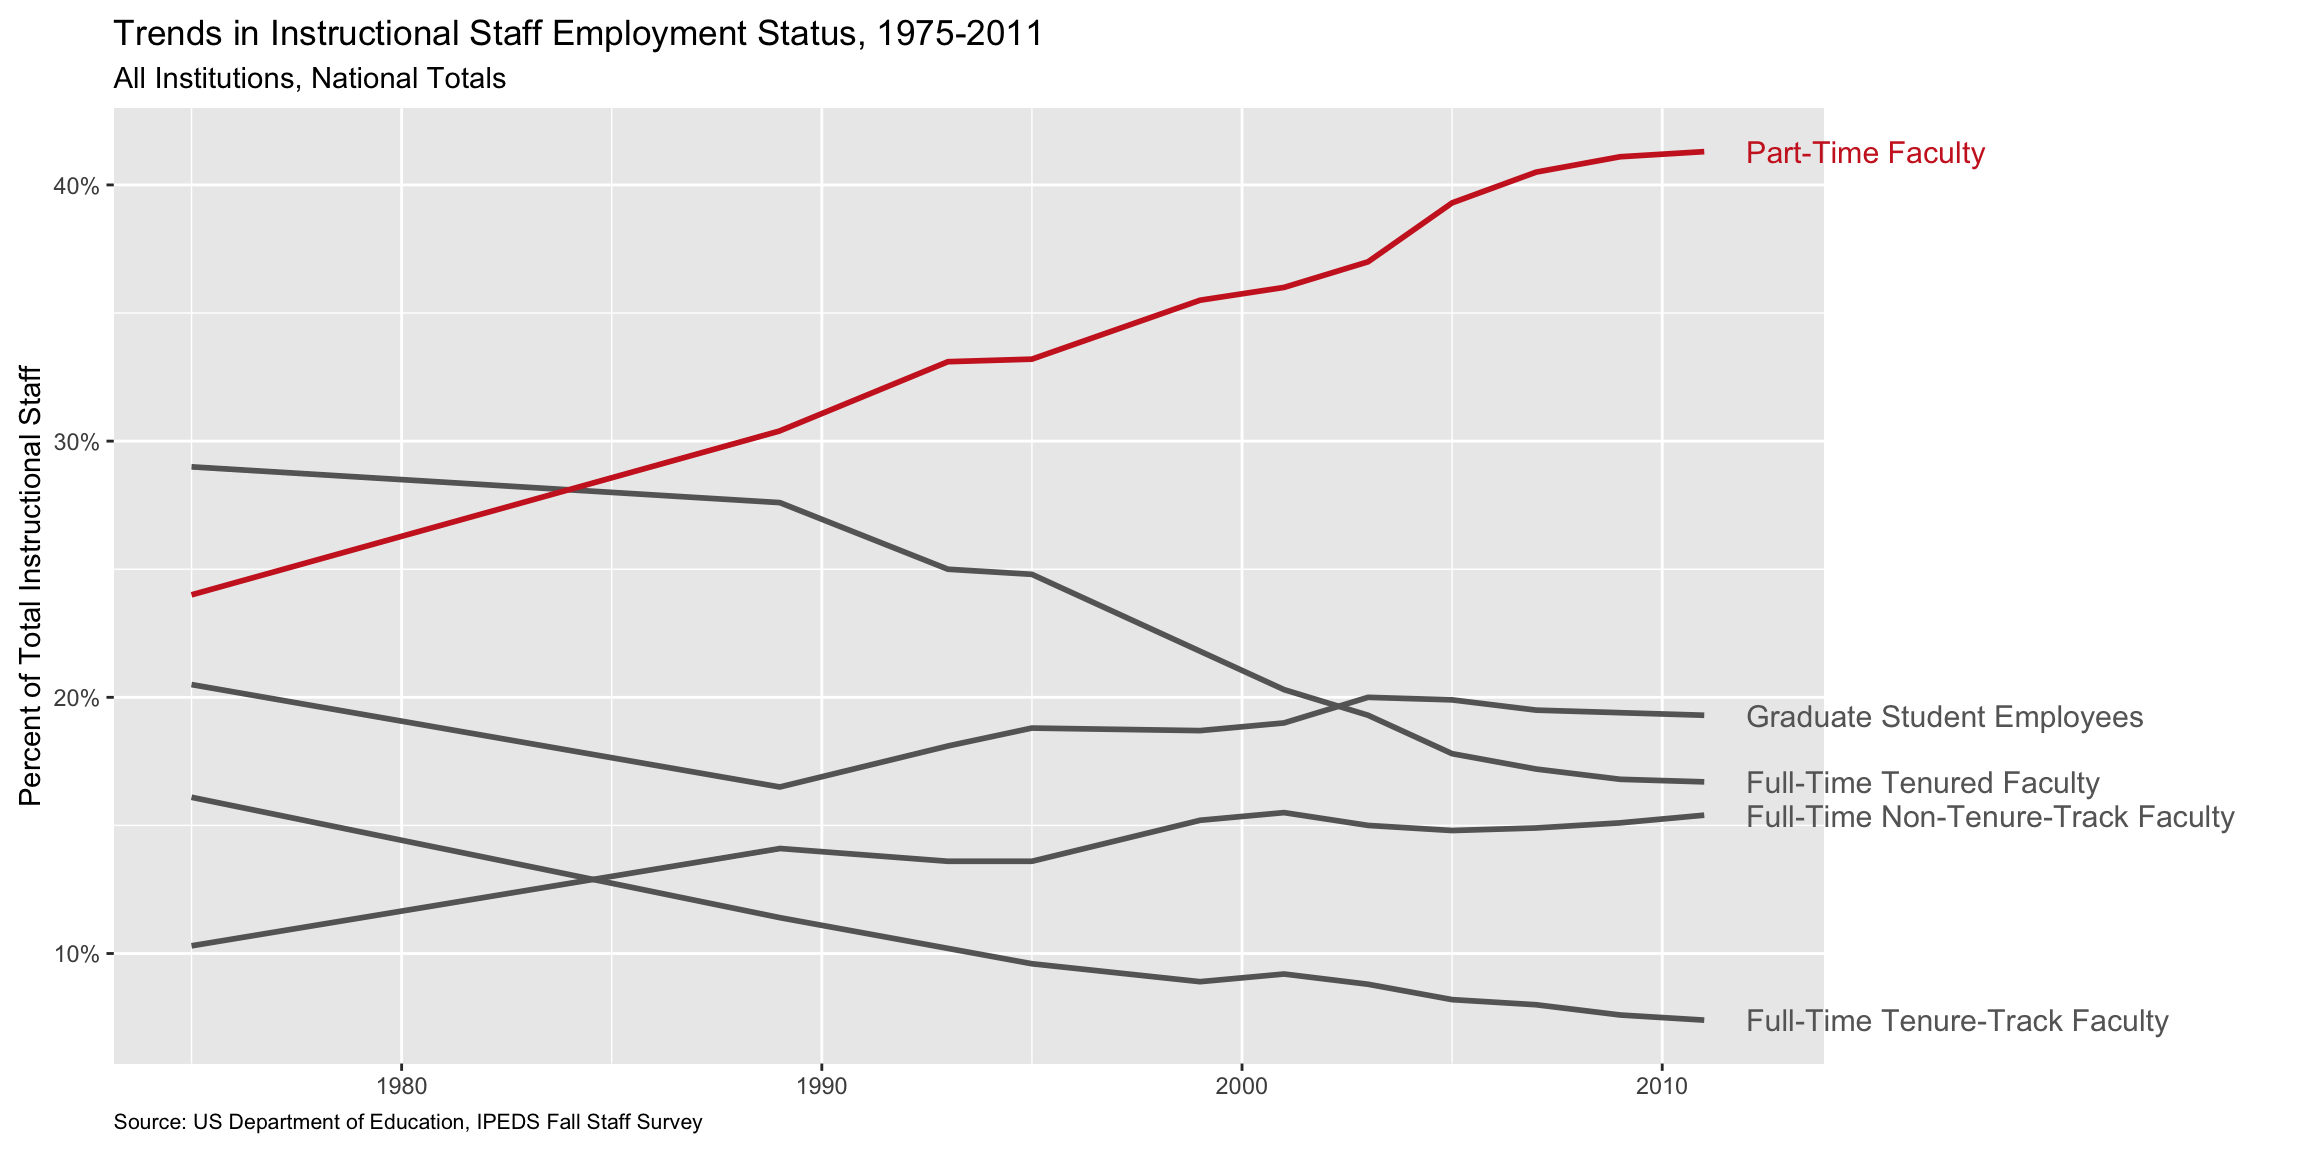 Trends in Instructional Staff Employment Status, 1975-2011
All Institutions, National Totals
Percent of Total Instructional Staff
40%
30%
20%
10%
Part-Time Faculty
Graduate Student Employees
Full-Time Tenured Faculty
Full-Time Non-Tenure-Track Faculty
Full-Time Tenure-Track Faculty
1980 1990 2000 2010
Source: US Department of Education, IPEDS Fall Staff Survey